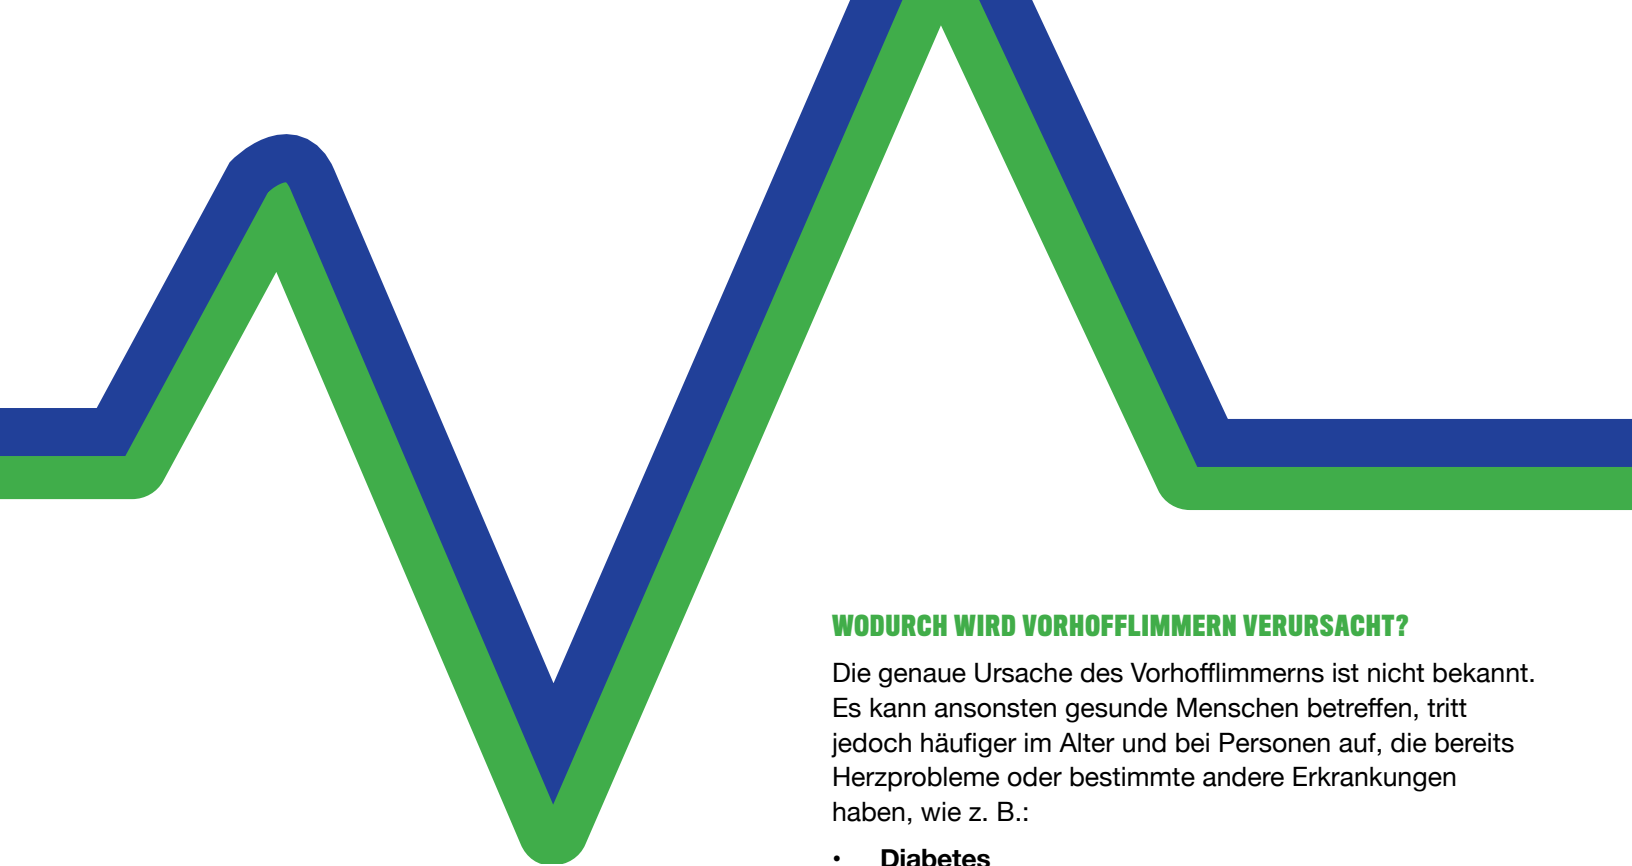 WODURCH WIRD VORHOFFLIMMERN VERURSACHT?
Die genaue Ursache des Vorhofflimmerns ist nicht bekannt.
Es kann ansonsten gesunde Menschen betreffen, tritt
jedoch häufiger im Alter und bei Personen auf, die bereits
Herzprobleme oder bestimmte andere Erkrankungen
haben, wie z. B.:
• Diabetes